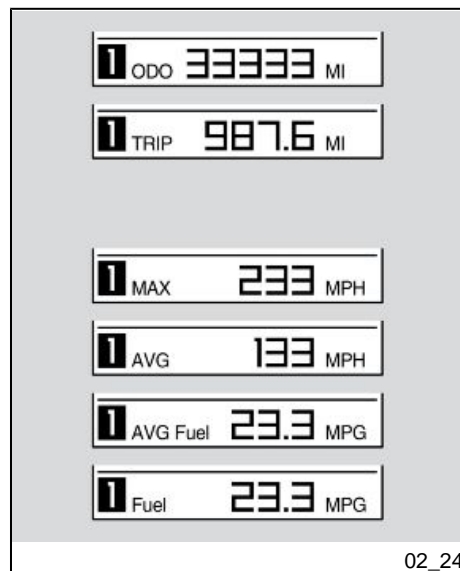 1 ODO 33333 MI
1 TRIP 987.6 MI
1 MAX 233 MPH
1 AVG 133 MPH
1 AVG Fuel 23.3 MPG
1 Fuel 23.3 MPG
02_24